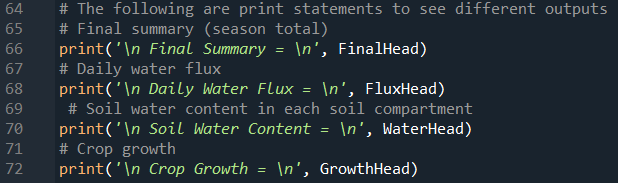 64 # The following are print statements to see different outputs
65 # Final summary (season total)
66 print('\n Final Summary = \n', FinalHead)
67 # Daily water flux
68 print('\n Daily Water Flux = \n', FluxHead)
69  # Soil water content in each soil compartment
70 print('\n Soil Water Content = \n', WaterHead)
71 # Crop growth
72 print('\n Crop Growth = \n', GrowthHead)